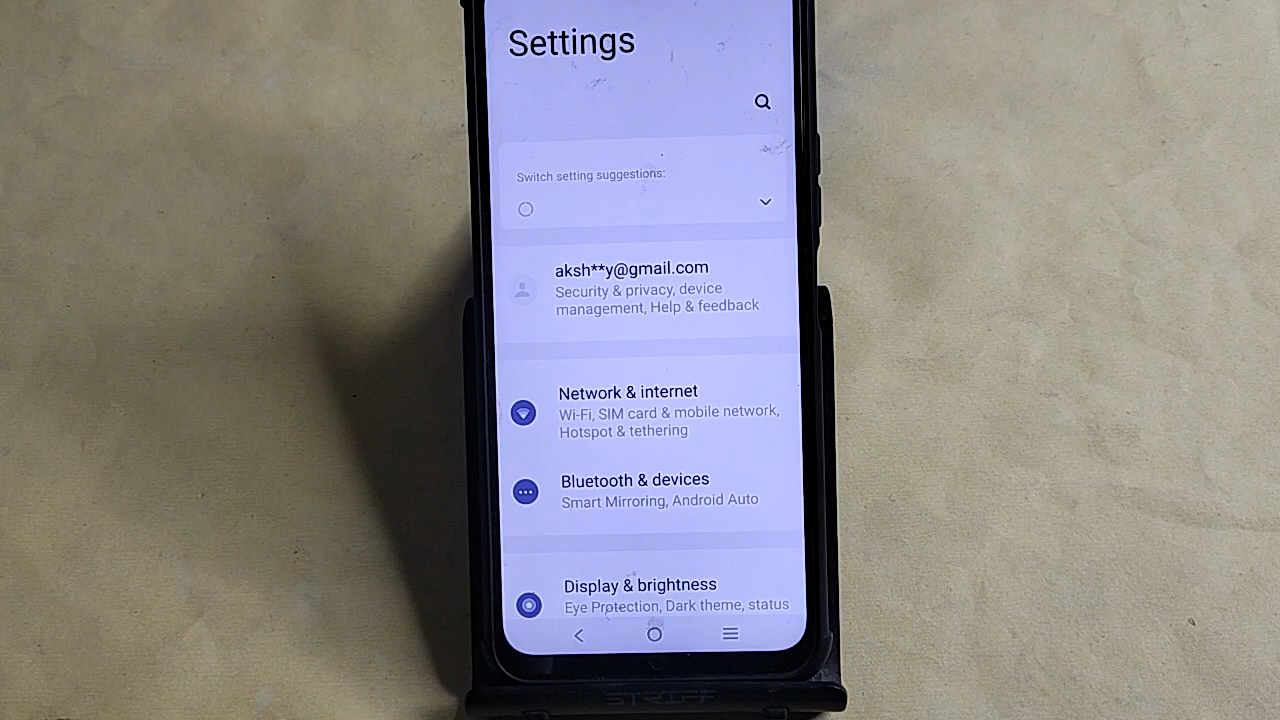 Settings
Switch setting suggestions:
aksh**y@gmail.com
Security & privacy, device
management, Help & feedback
Network & internet
Wi-Fi, SIM card & mobile network,
Hotspot & tethering
Bluetooth & devices
Smart Mirroring, Android Auto
Display & brightness
Eye Protection, Dark theme, status
STRIFF